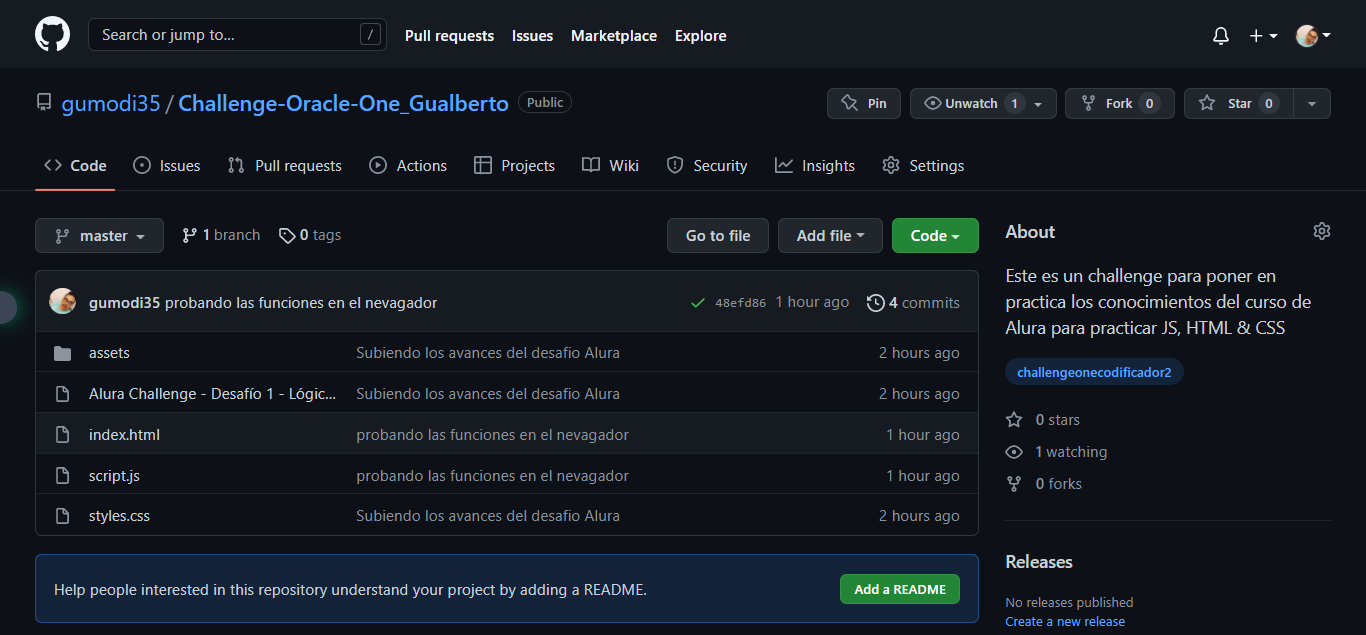 Search or jump to... /
Pull requests Issues Marketplace Explore
gumodi35 / Challenge-Oracle-One_Gualberto Public
Pin Unwatch 1 Fork 0 Star 0
Code Issues Pull requests Actions Projects Wiki Security Insights Settings
master 1 branch 0 tags Go to file Add file Code
gumodi35 probando las funciones en el nevagador 48efd86 1 hour ago 4 commits
assets Subiendo los avances del desafio Alura 2 hours ago
Alura Challenge - Desafío 1 - Lógic... Subiendo los avances del desafio Alura 2 hours ago
index.html probando las funciones en el nevagador 1 hour ago
script.js probando las funciones en el nevagador 1 hour ago
styles.css Subiendo los avances del desafio Alura 2 hours ago
Help people interested in this repository understand your project by adding a README. Add a README
About
Este es un challenge para poner en
practica los conocimientos del curso de
Alura para practicar JS, HTML & CSS
challengeonecodificador2
0 stars
1 watching
0 forks
Releases
No releases published
Create a new release